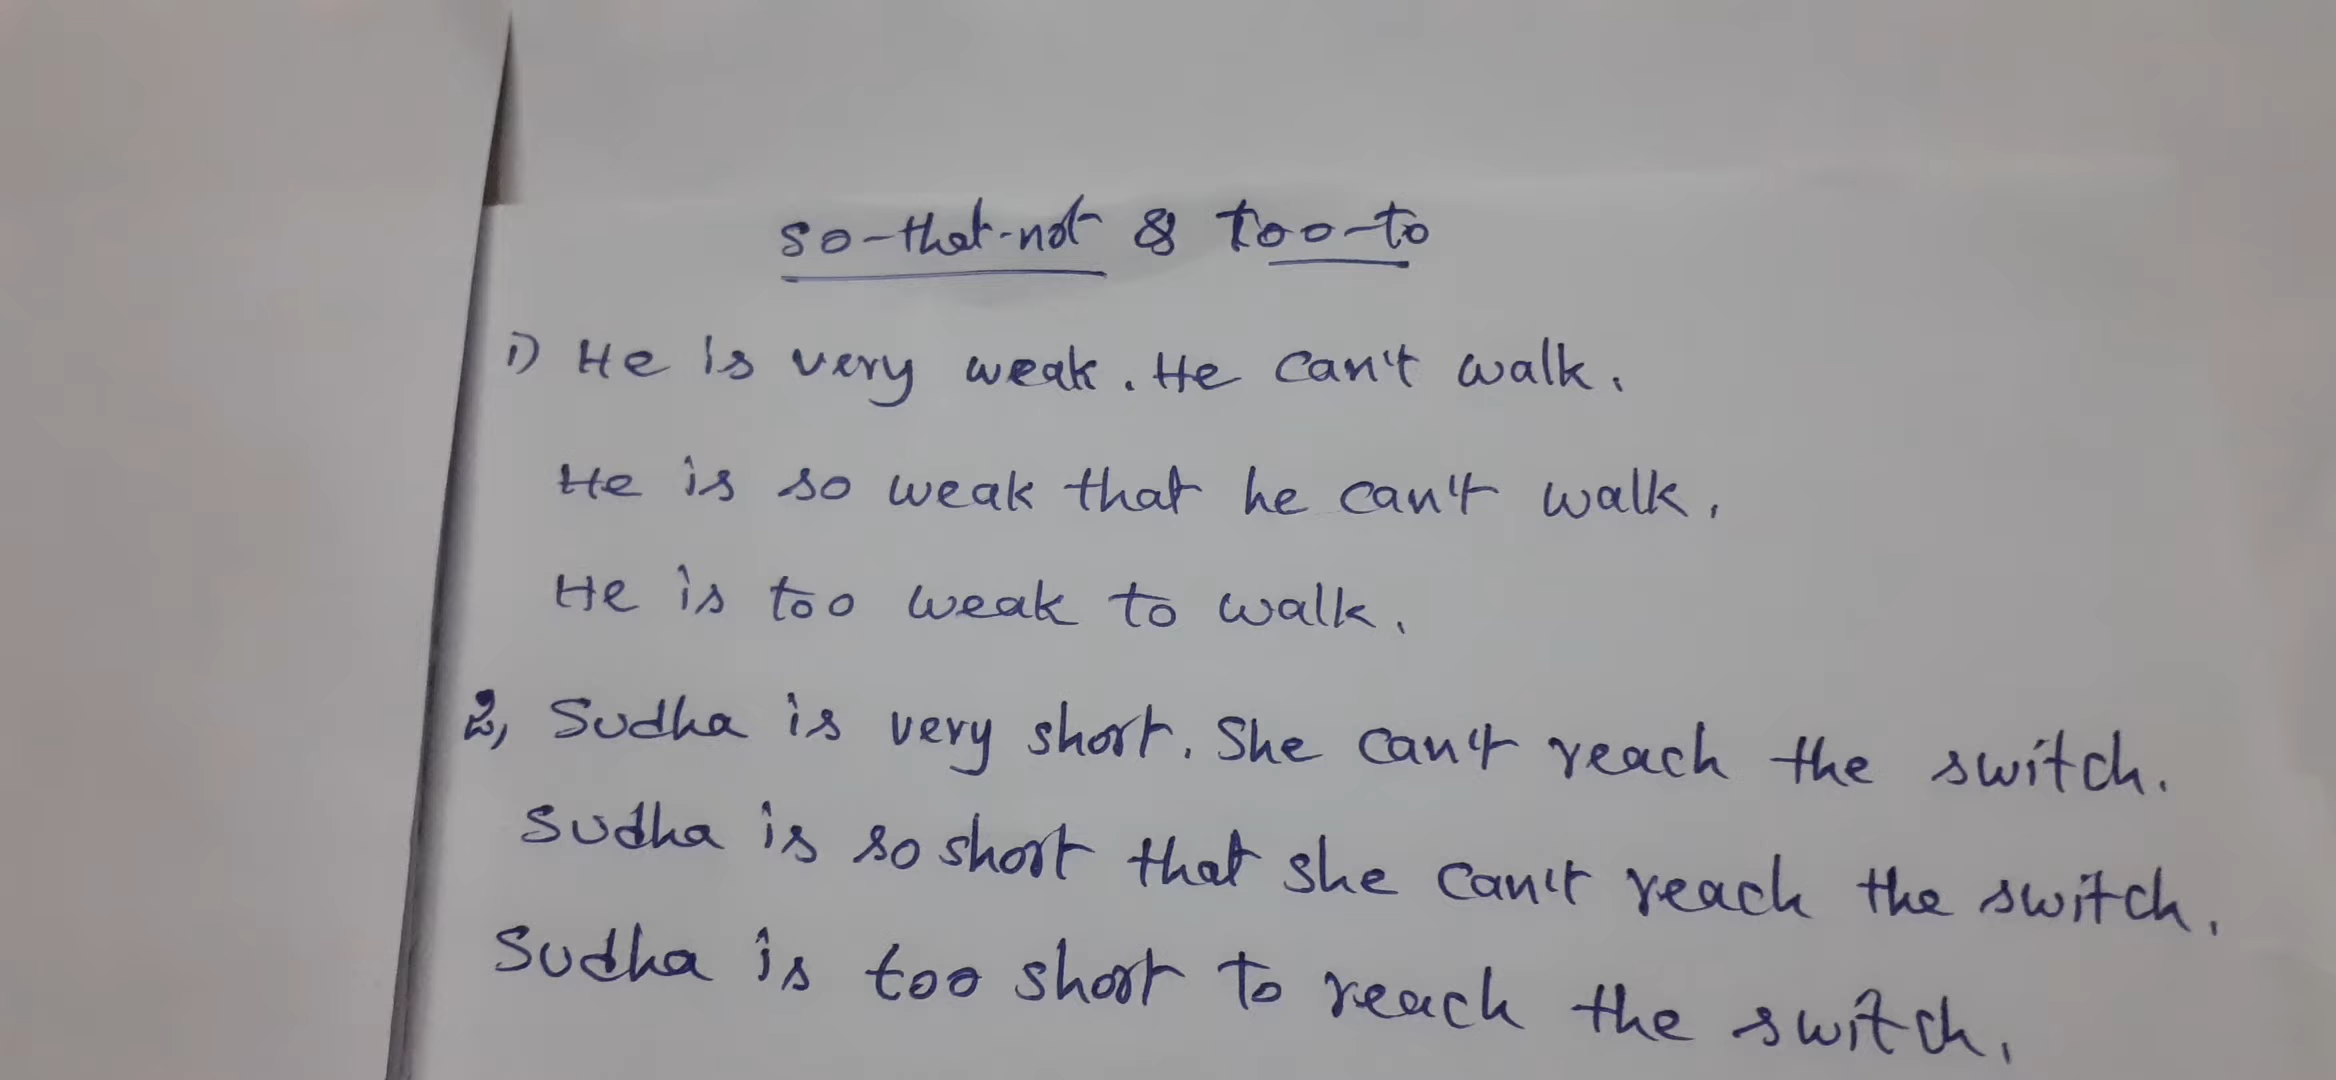 so-that-not & too-to
1) He is very weak. He can't walk.
He is so weak that he can't walk.
He is too weak to walk.
2, Sudha is very short. She can't reach the switch.
Sudha is so short that she can't reach the switch.
Sudha is too short to reach the switch.